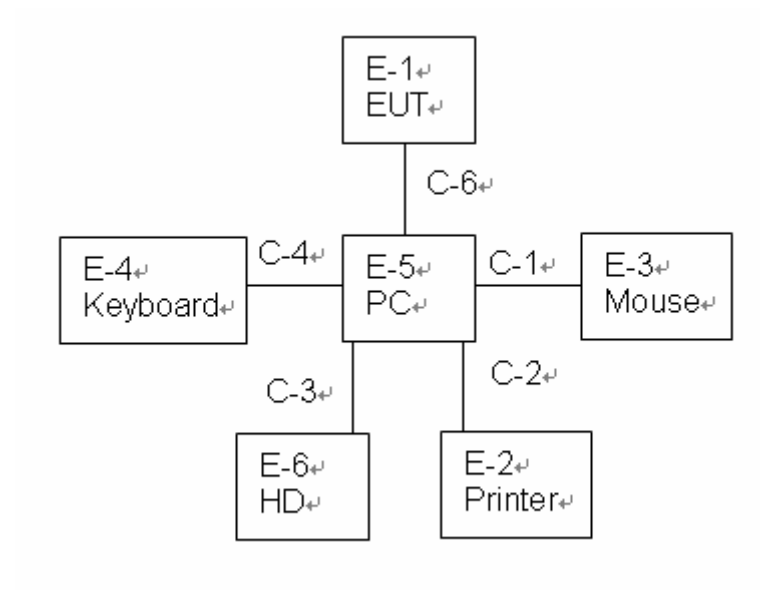 E-1
EUT
C-6
E-4
Keyboard
C-4
E-5
PC
C-1
E-3
Mouse
C-3
C-2
E-6
HD
E-2
Printer